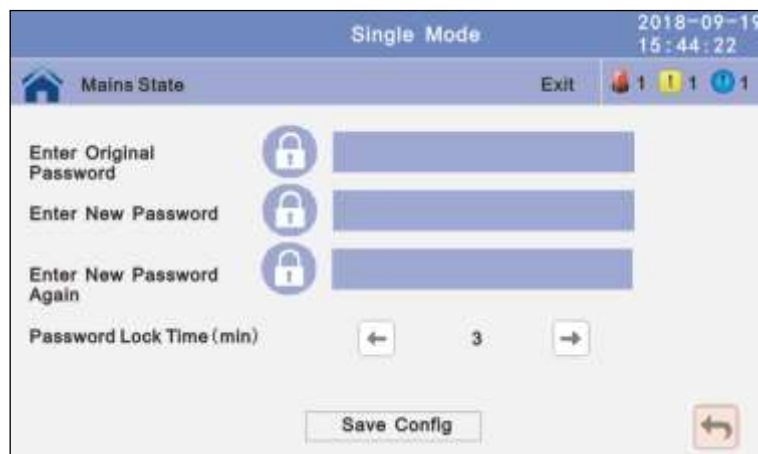 Single Mode
2018-09-19
15:44:22
Mains State
Exit
1
1
1
Enter Original
Password
Enter New Password
Enter New Password
Again
Password Lock Time (min)
3
Save Config